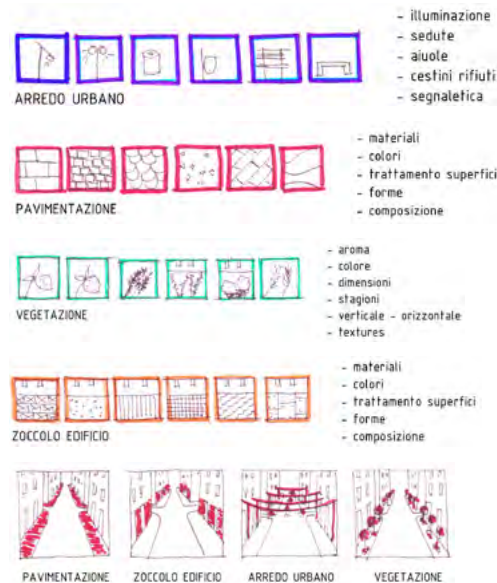 - illuminazione
- sedute
- aiuole
- cestini rifiuti
- segnaletica
ARREDO URBANO
- materiali
- colori
- trattamento superfici
- forme
- composizione
PAVIMENTAZIONE
- aroma
- colore
- dimensioni
- stagioni
- verticale - orizzontale
- textures
VEGETAZIONE
- materiali
- colori
- trattamento superfici
- forme
- composizione
ZOCCOLO EDIFICIO
PAVIMENTAZIONE ZOCCOLO EDIFICIO ARREDO URBANO VEGETAZIONE